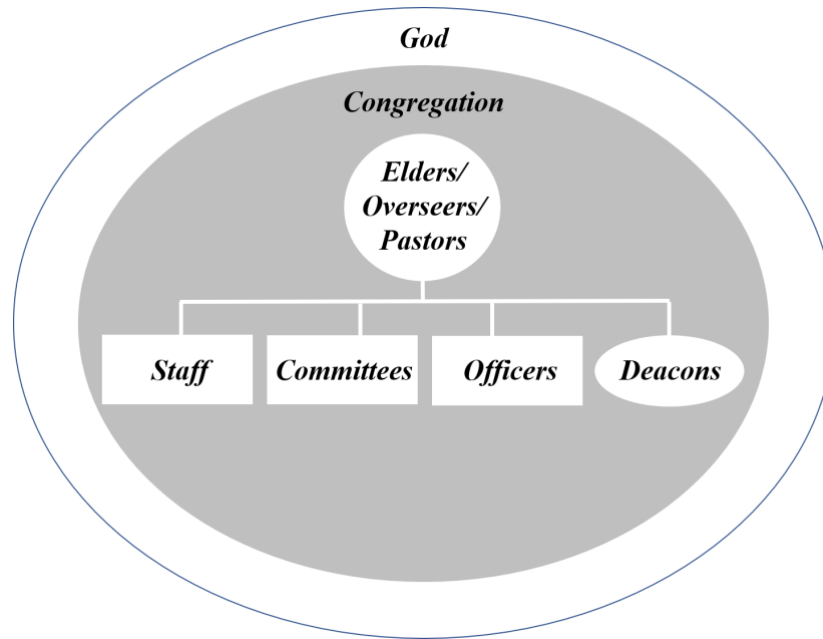 God
Congregation
Elders/
Overseers/
Pastors
Staff
Committees
Officers
Deacons